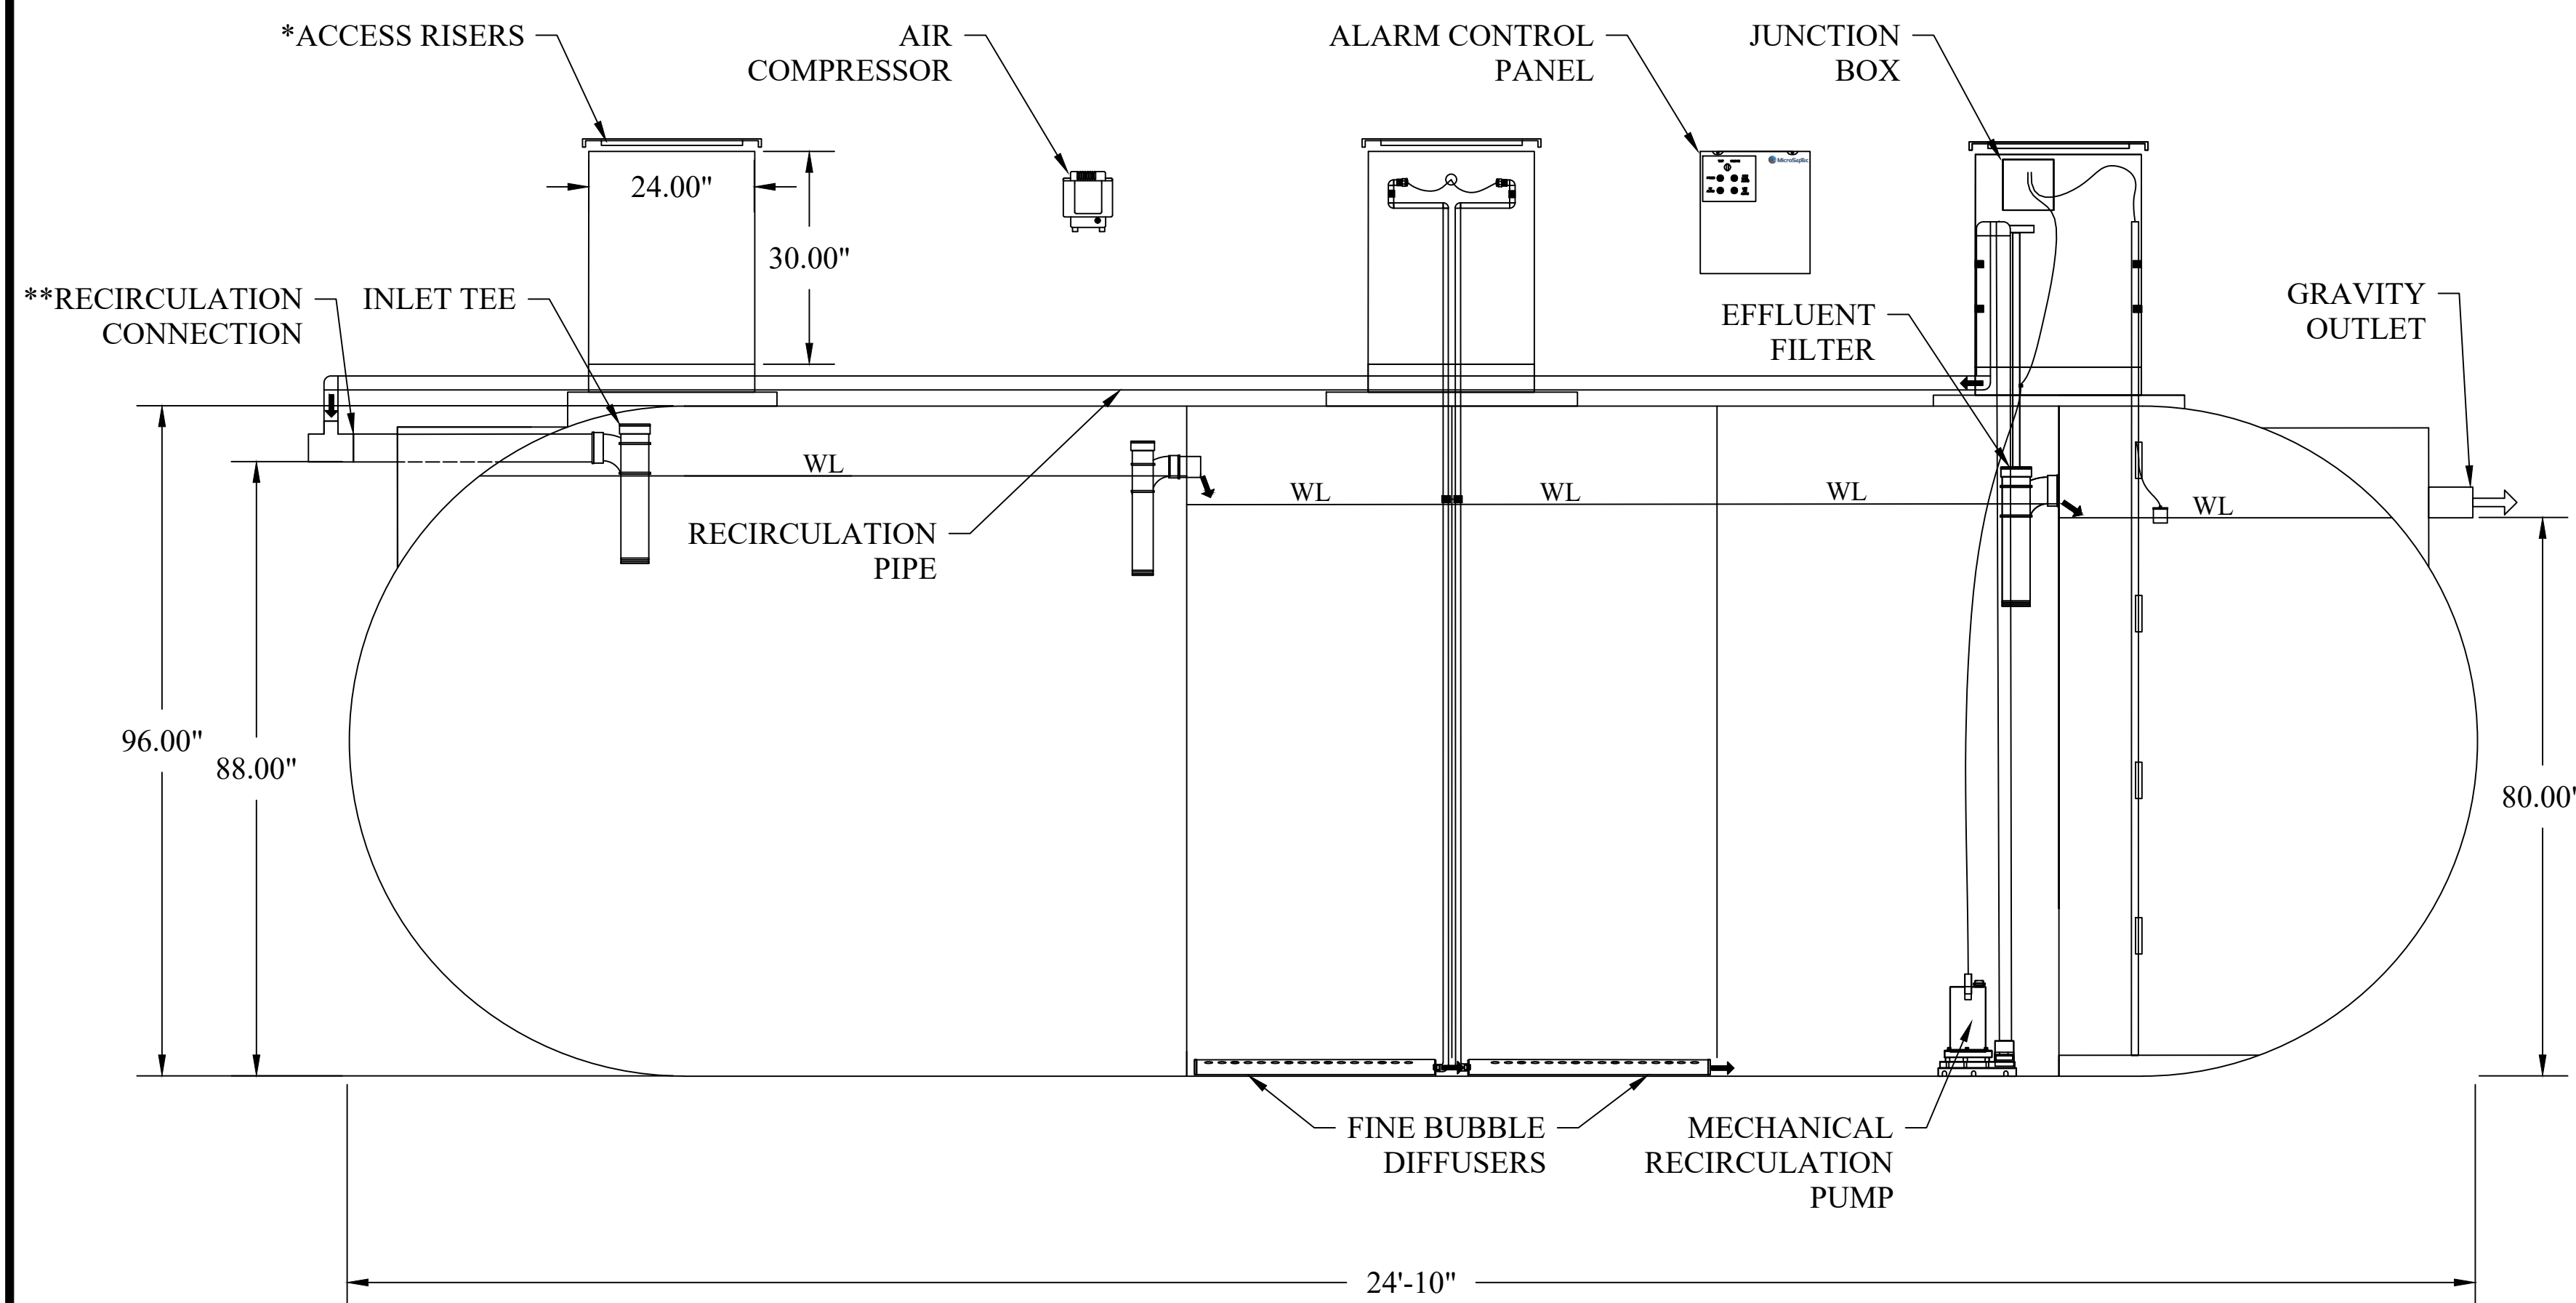 *ACCESS RISERS
AIR
COMPRESSOR
ALARM CONTROL
PANEL
JUNCTION
BOX
MicroSepTec
24.00"
30.00"
**RECIRCULATION
CONNECTION
INLET TEE
EFFLUENT
FILTER
GRAVITY
OUTLET
WL
WL
WL
WL
WL
RECIRCULATION
PIPE
96.00"
88.00"
80.00"
FINE BUBBLE
DIFFUSERS
MECHANICAL
RECIRCULATION
PUMP
24'-10"